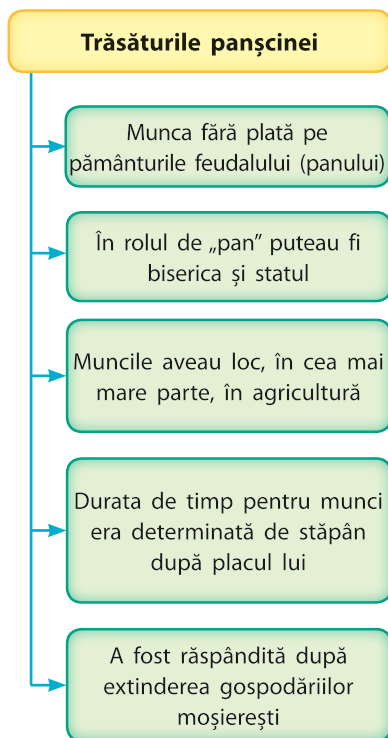 Trăsăturile panșcinei
Munca fără plată pe
pământurile feudalului (panului)
În rolul de „pan” puteau fi
biserica și statul
Muncile aveau loc, în cea mai
mare parte, în agricultură
Durata de timp pentru munci
era determinată de stăpân
după placul lui
A fost răspândită după
extinderea gospodăriilor
moșierești